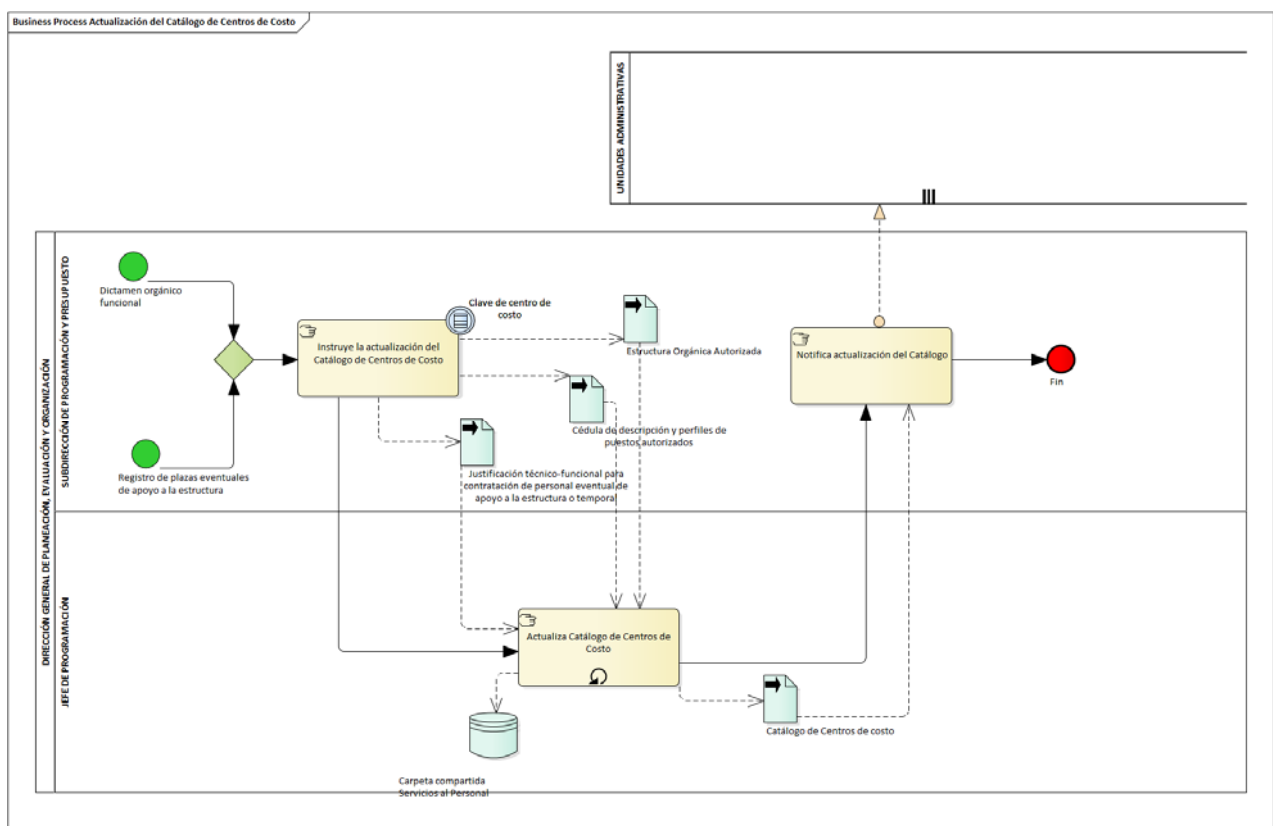 Business Process Actualización del Catálogo de Centros de Costo
UNIDADES ADMINISTRATIVAS
DIRECCIÓN GENERAL DE PLANEACIÓN, EVALUACIÓN Y ORGANIZACIÓN
SUBDIRECCIÓN DE PROGRAMACIÓN Y PRESUPUESTO
Dictamen orgánico
funcional
Clave de centro de
costo
Instruye la actualización del
Catálogo de Centros de Costo
Estructura Orgánica Autorizada
Notifica actualización del Catálogo
Fin
Cédula de descripción y perfiles de
puestos autorizados
Registro de plazas eventuales
de apoyo a la estructura
Justificación técnico-funcional para
contratación de personal eventual de
apoyo a la estructura o temporal
JEFE DE PROGRAMACIÓN
Actualiza Catálogo de Centros de
Costo
Catálogo de Centros de costo
Carpeta compartida
Servicios al Personal